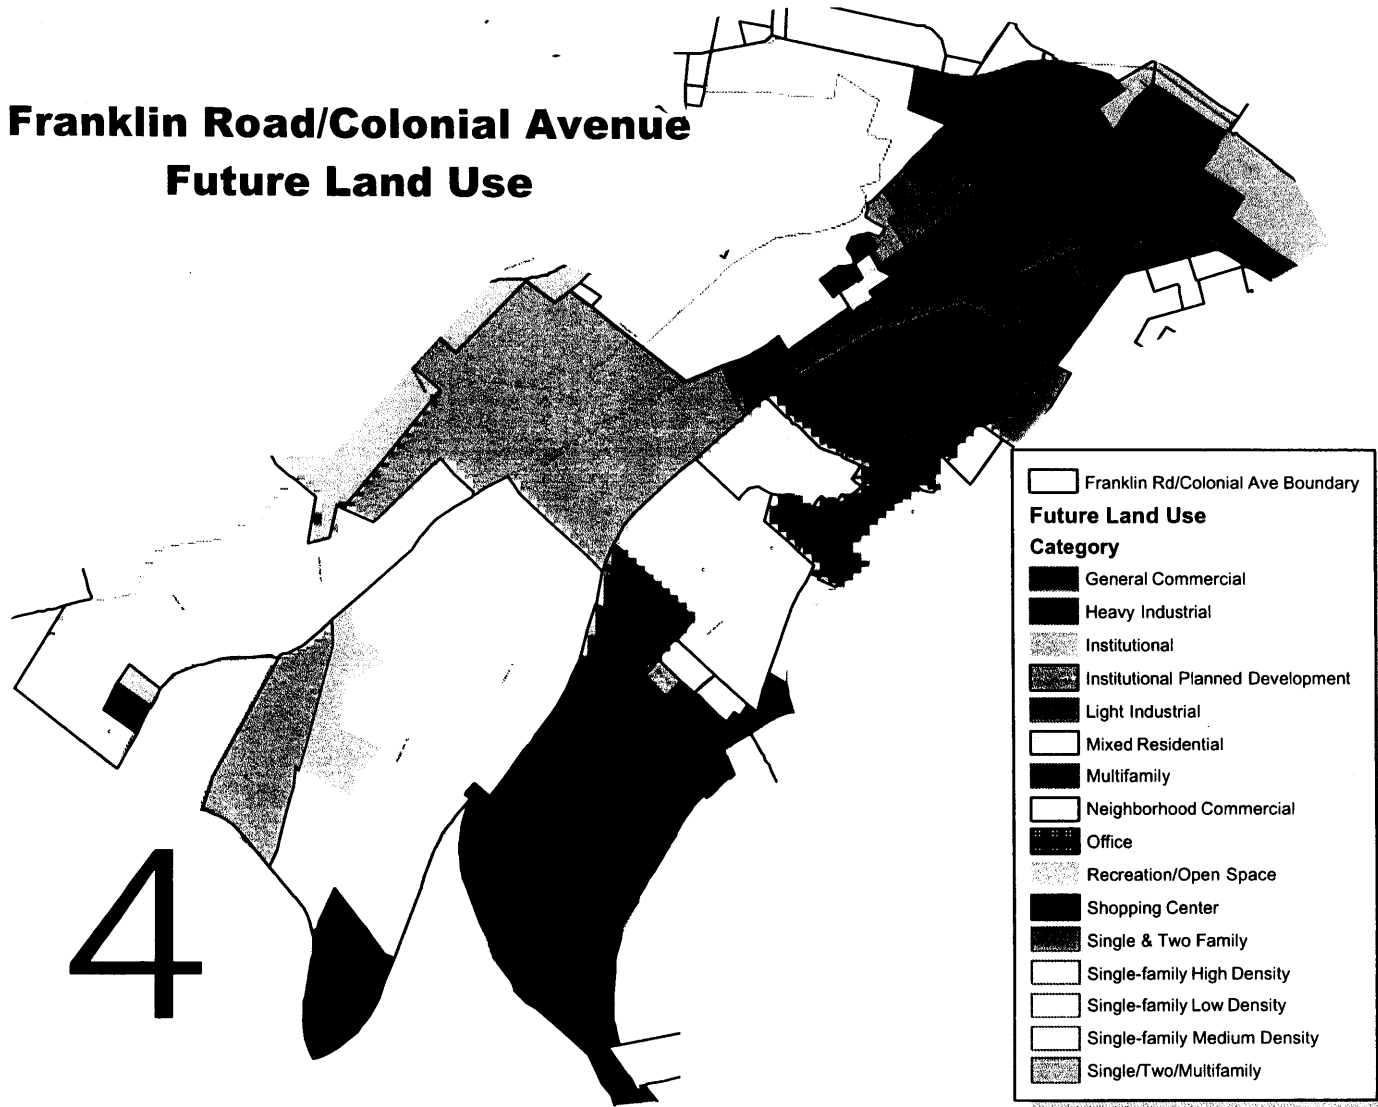 Franklin Road/Colonial Avenue
Future Land Use
Franklin Rd/Colonial Ave Boundary
Future Land Use
Category
General Commercial
Heavy Industrial
Institutional
Institutional Planned Development
Light Industrial
Mixed Residential
Multifamily
Neighborhood Commercial
Office
Recreation/Open Space
Shopping Center
Single & Two Family
Single-family High Density
Single-family Low Density
Single-family Medium Density
Single/Two/Multifamily
4